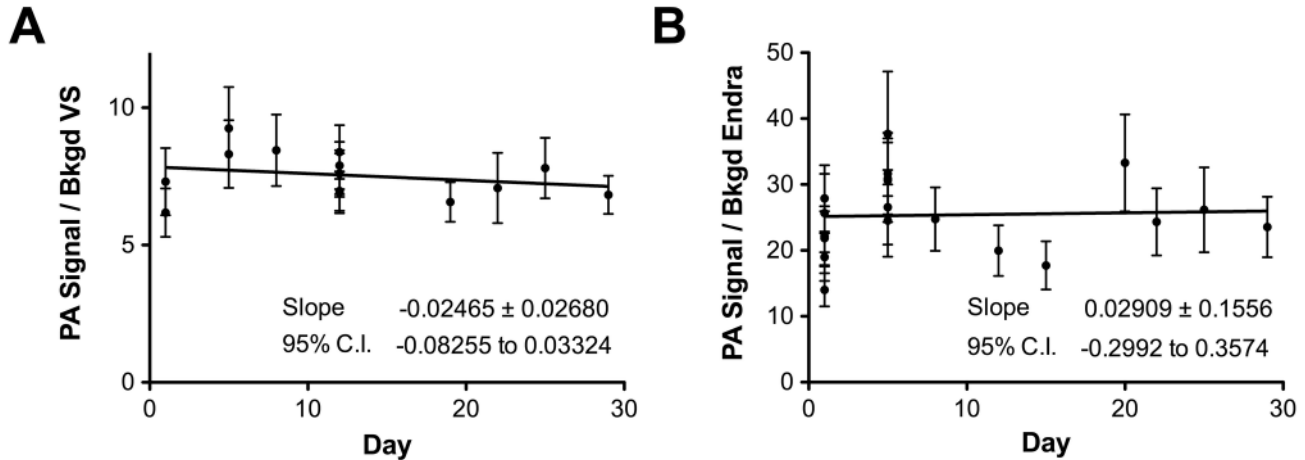 A
PA Signal / Bkgd VS
10
5
0
Slope -0.02465 ± 0.02680
95% C.I. -0.08255 to 0.03324
0 10 20 30
Day
B
PA Signal / Bkgd Endra
50
40
30
20
10
0
Slope 0.02909 ± 0.1556
95% C.I. -0.2992 to 0.3574
0 10 20 30
Day